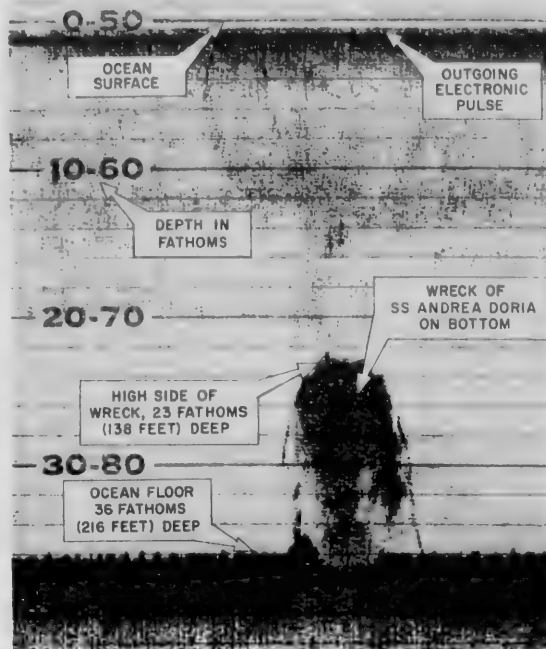 0-50
OCEAN
SURFACE
OUTGOING
ELECTRONIC
PULSE
10-60
DEPTH IN
FATHOMS
20-70
WRECK OF
SS ANDREA DORIA
ON BOTTOM
HIGH SIDE OF
WRECK, 23 FATHOMS
(138 FEET) DEEP
30-80
OCEAN FLOOR
36 FATHOMS
(216 FEET) DEEP